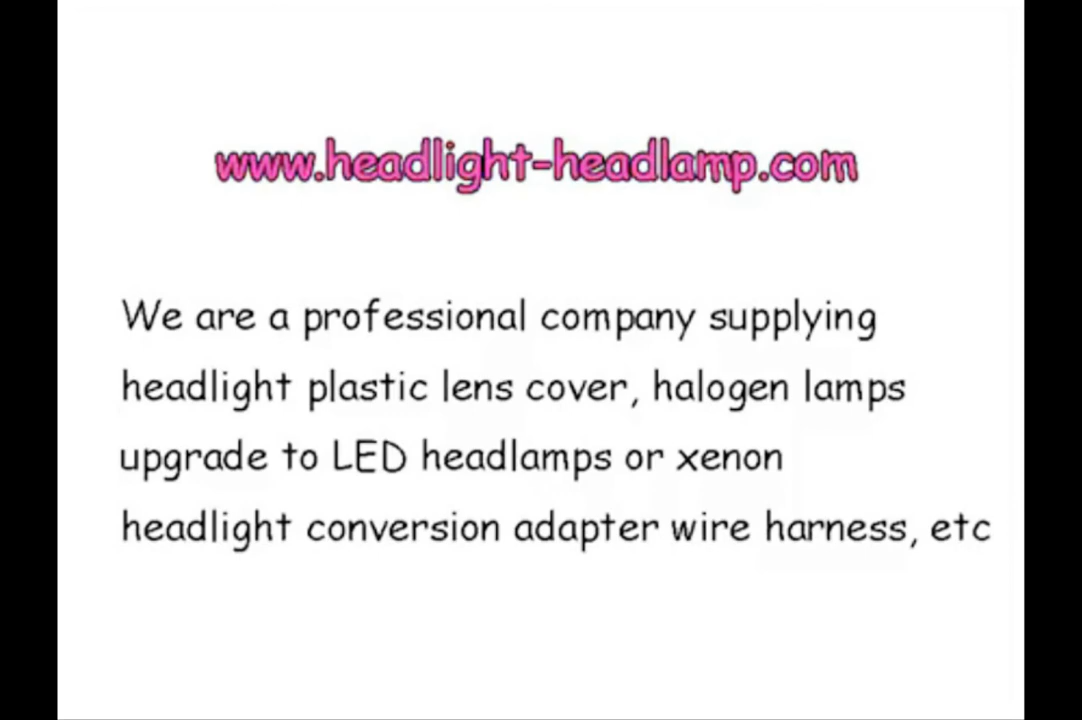 www.headlight-headlamp.com
We are a professional company supplying
headlight plastic lens cover, halogen lamps
upgrade to LED headlamps or xenon
headlight conversion adapter wire harness, etc